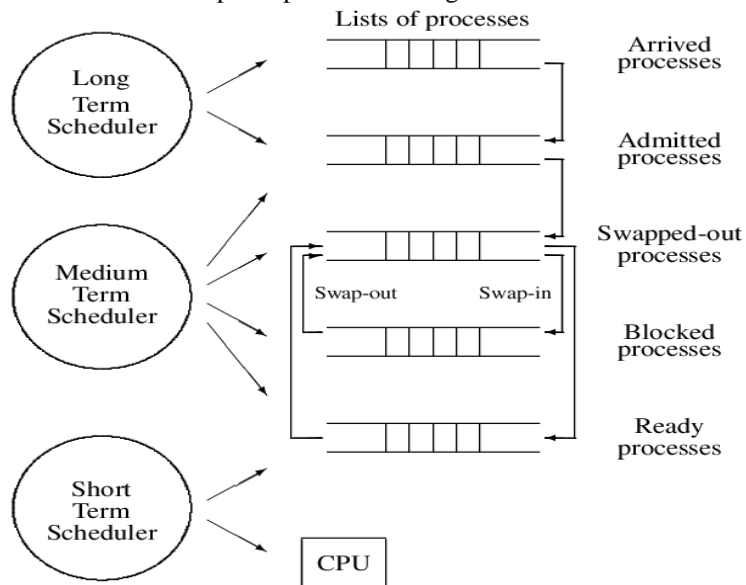 Lists of processes
Arrived
processes
Long
Term
Scheduler
Admitted
processes
Swapped-out
processes
Medium
Term
Scheduler
Swap-out
Swap-in
Blocked
processes
Ready
processes
Short
Term
Scheduler
CPU